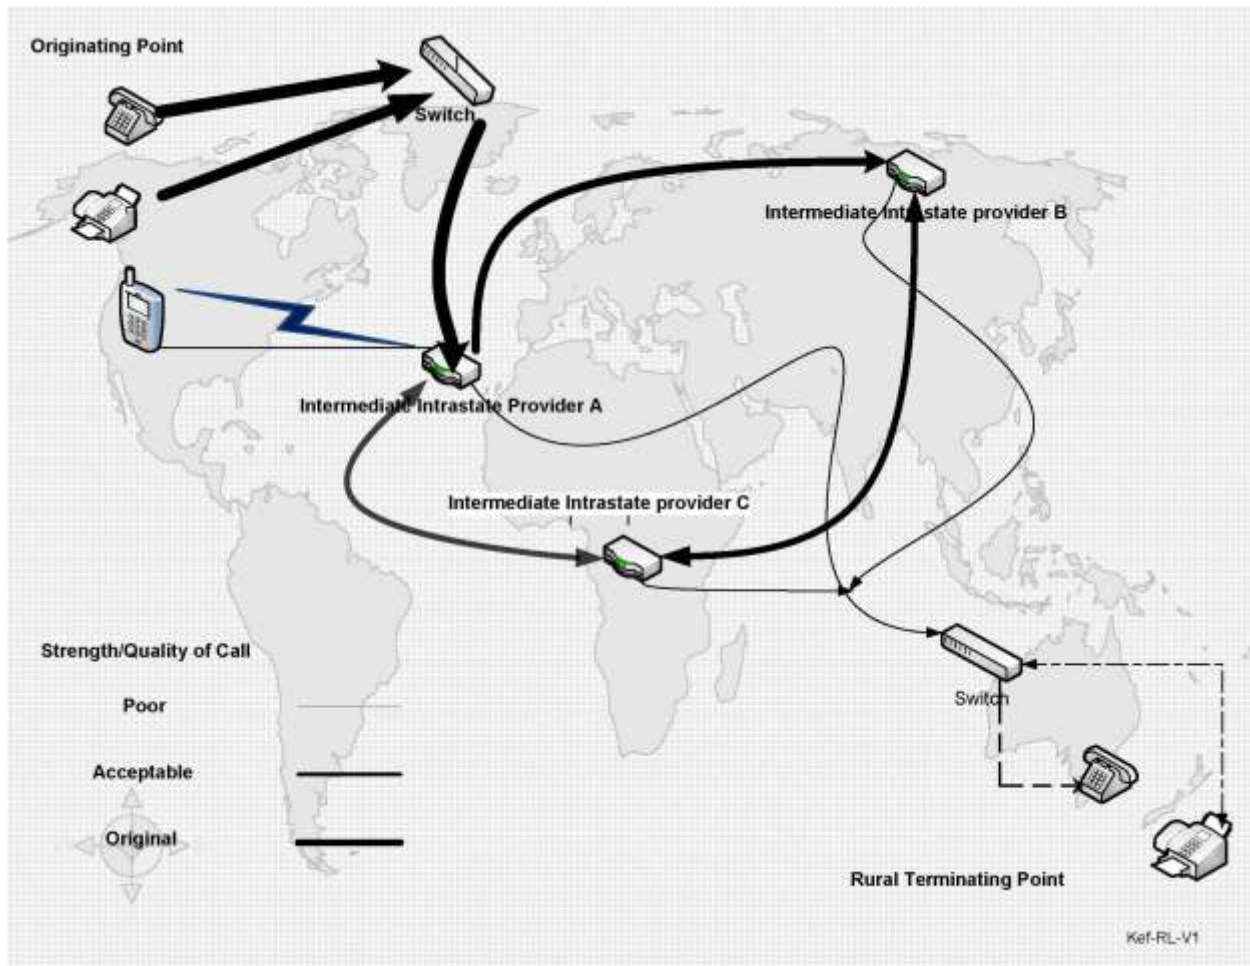 Originating Point
Switch
Intermediate Intrastate provider B
Intermediate Intrastate Provider A
Intermediate Intrastate provider C
Strength/Quality of Call
Poor
Acceptable
Original
Switch
Rural Terminating Point
Kef-RL-V1